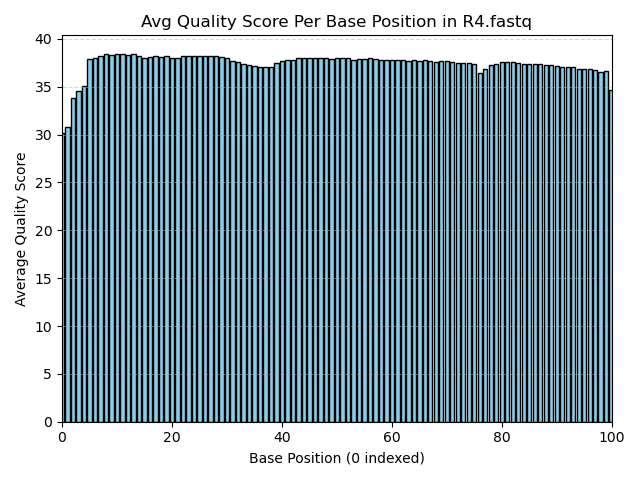 Avg Quality Score Per Base Position in R4.fastq
Average Quality Score
40
35
30
25
20
15
10
5
0
0 20 40 60 80 100
Base Position (0 indexed)